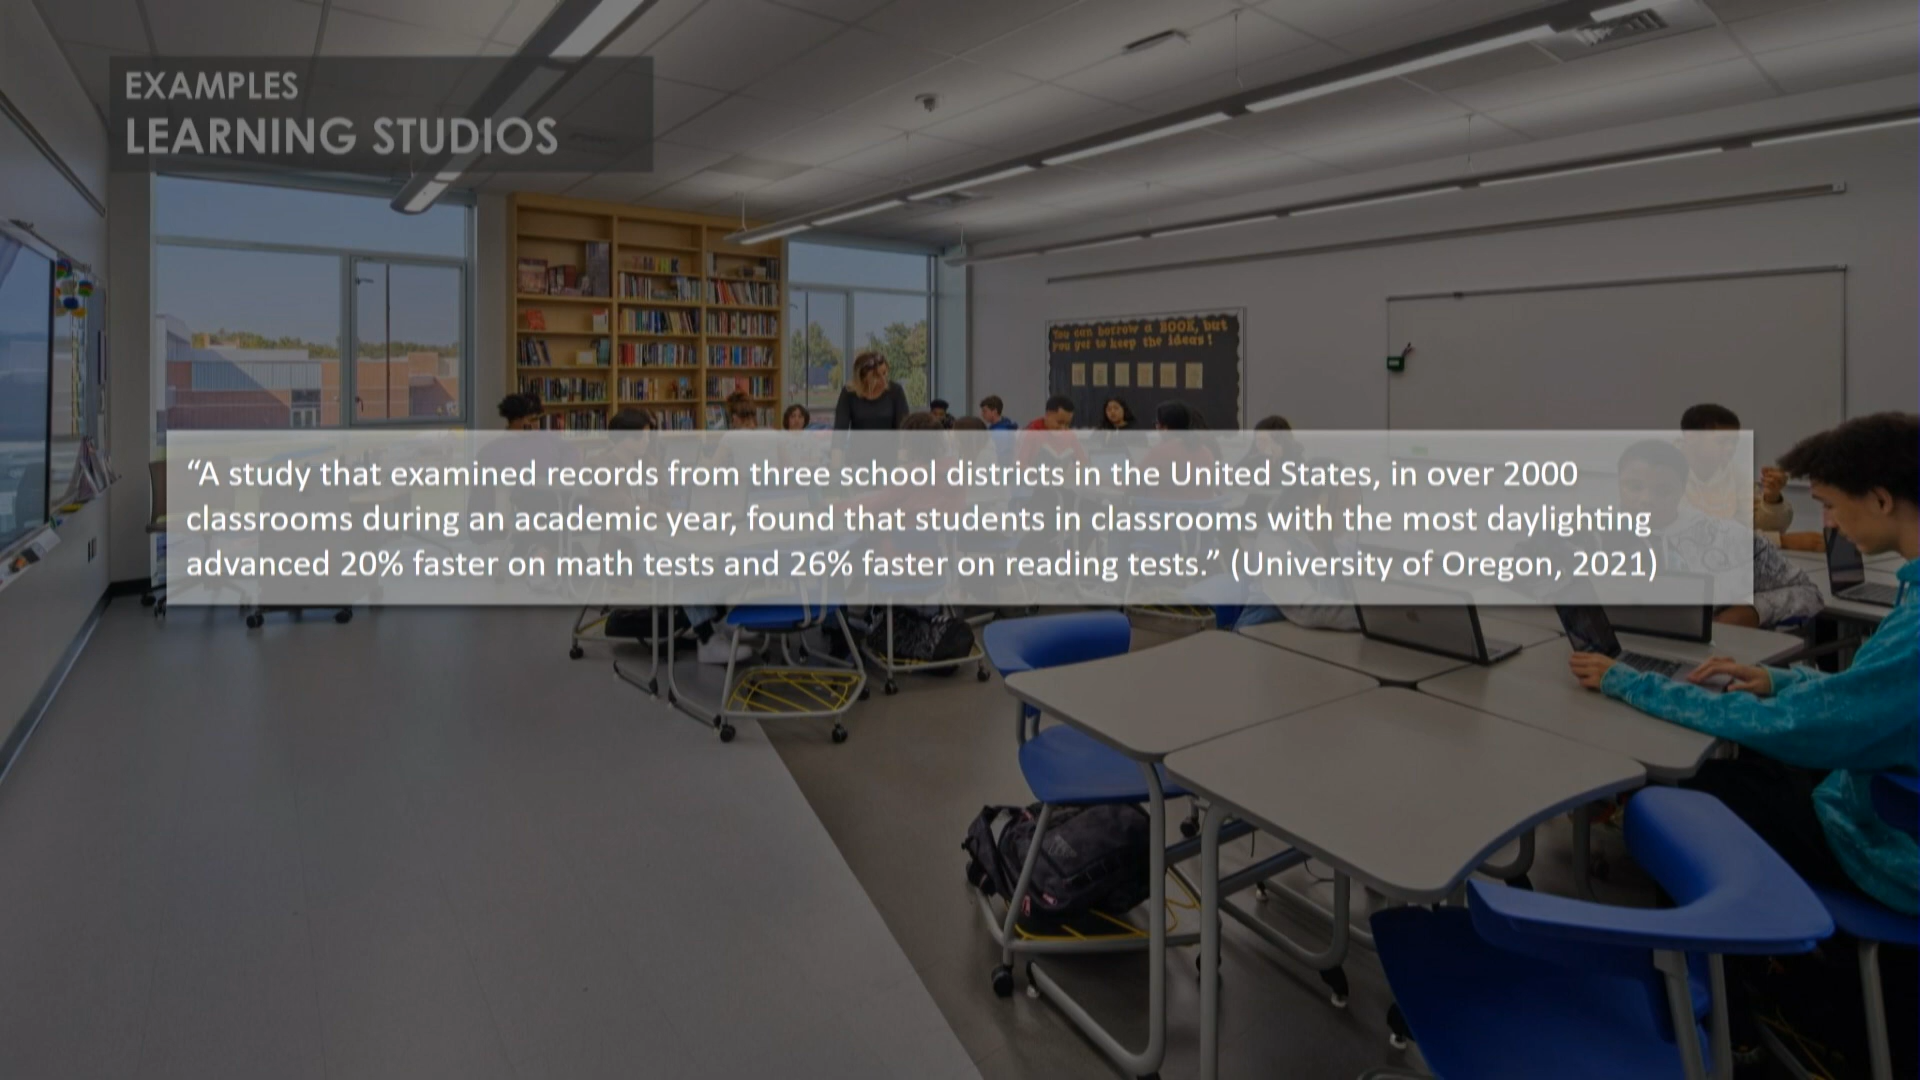 EXAMPLES
LEARNING STUDIOS
You can borrow a BOOK, but
you get to keep the ideas!
“A study that examined records from three school districts in the United States, in over 2000
classrooms during an academic year, found that students in classrooms with the most daylighting
advanced 20% faster on math tests and 26% faster on reading tests.” (University of Oregon, 2021)